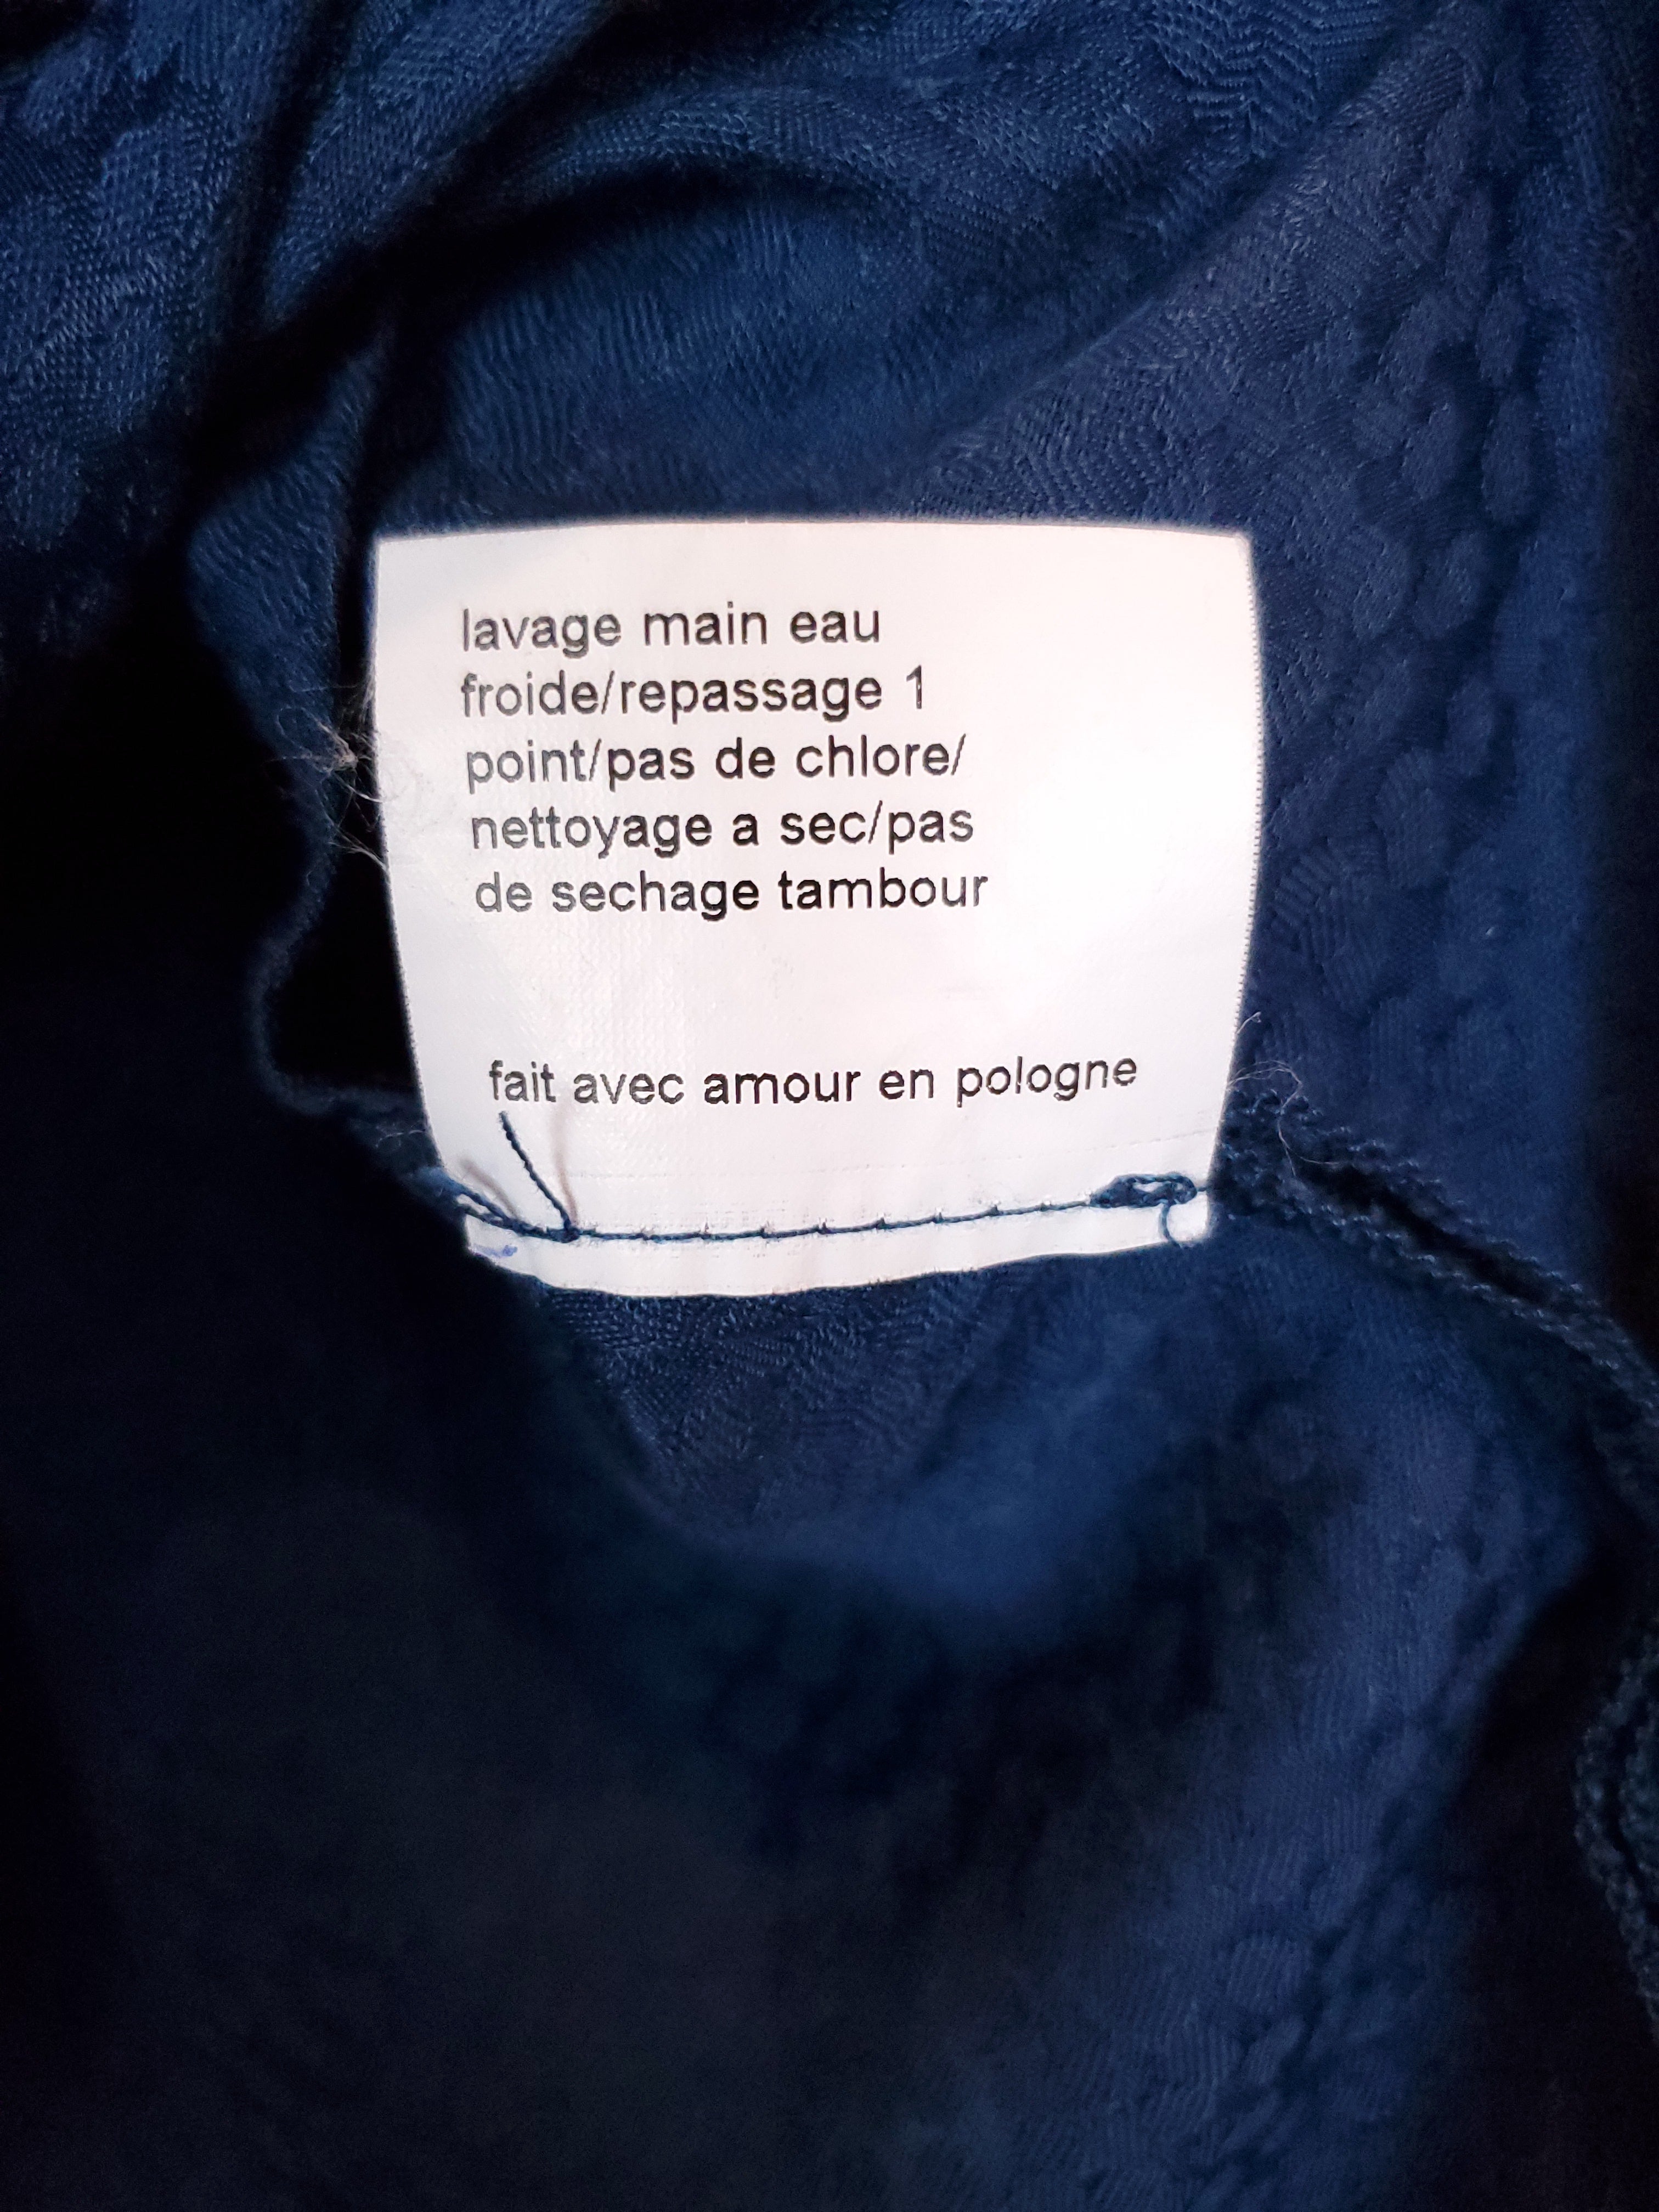 lavage main eau
froide/repassage 1
point/pas de chlore/
nettoyage a sec/pas
de sechage tambour
fait avec amour en pologne